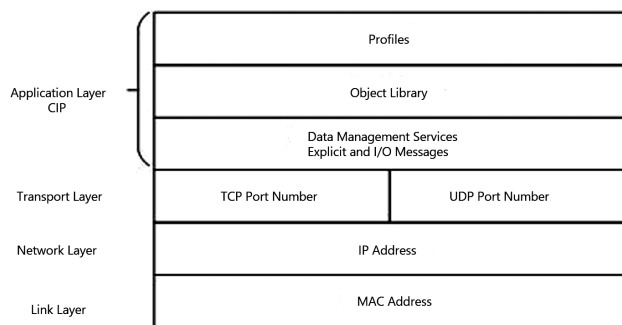 Profiles
Application Layer
CIP
Object Library
Data Management Services
Explicit and I/O Messages
Transport Layer
TCP Port Number
UDP Port Number
Network Layer
IP Address
Link Layer
MAC Address